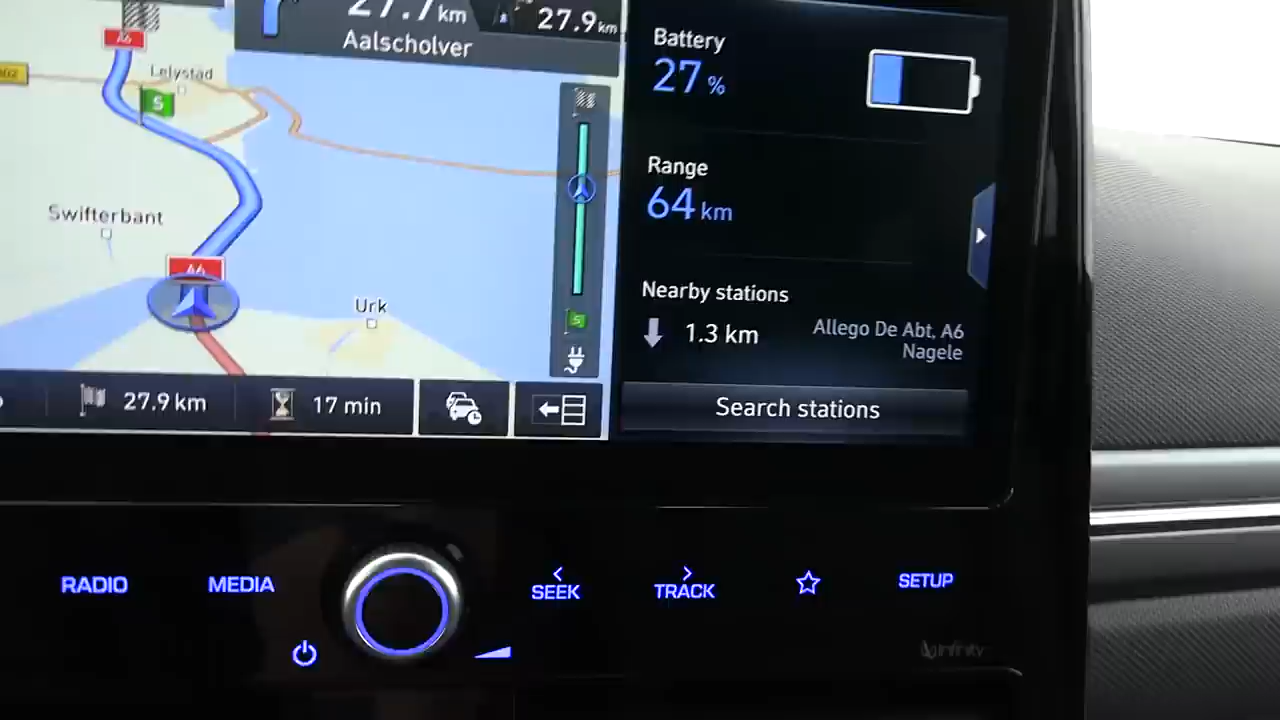 27.7 km
27.9 km
Aalscholver
A6
Lelystad
S
Swifterbant
A6
Urk
S
27.9 km
17 min
Battery
27 %
Range
64 km
Nearby stations
1.3 km
Allego De Abt, A6
Nagele
Search stations
RADIO
MEDIA
SEEK
TRACK
SETUP
infinity